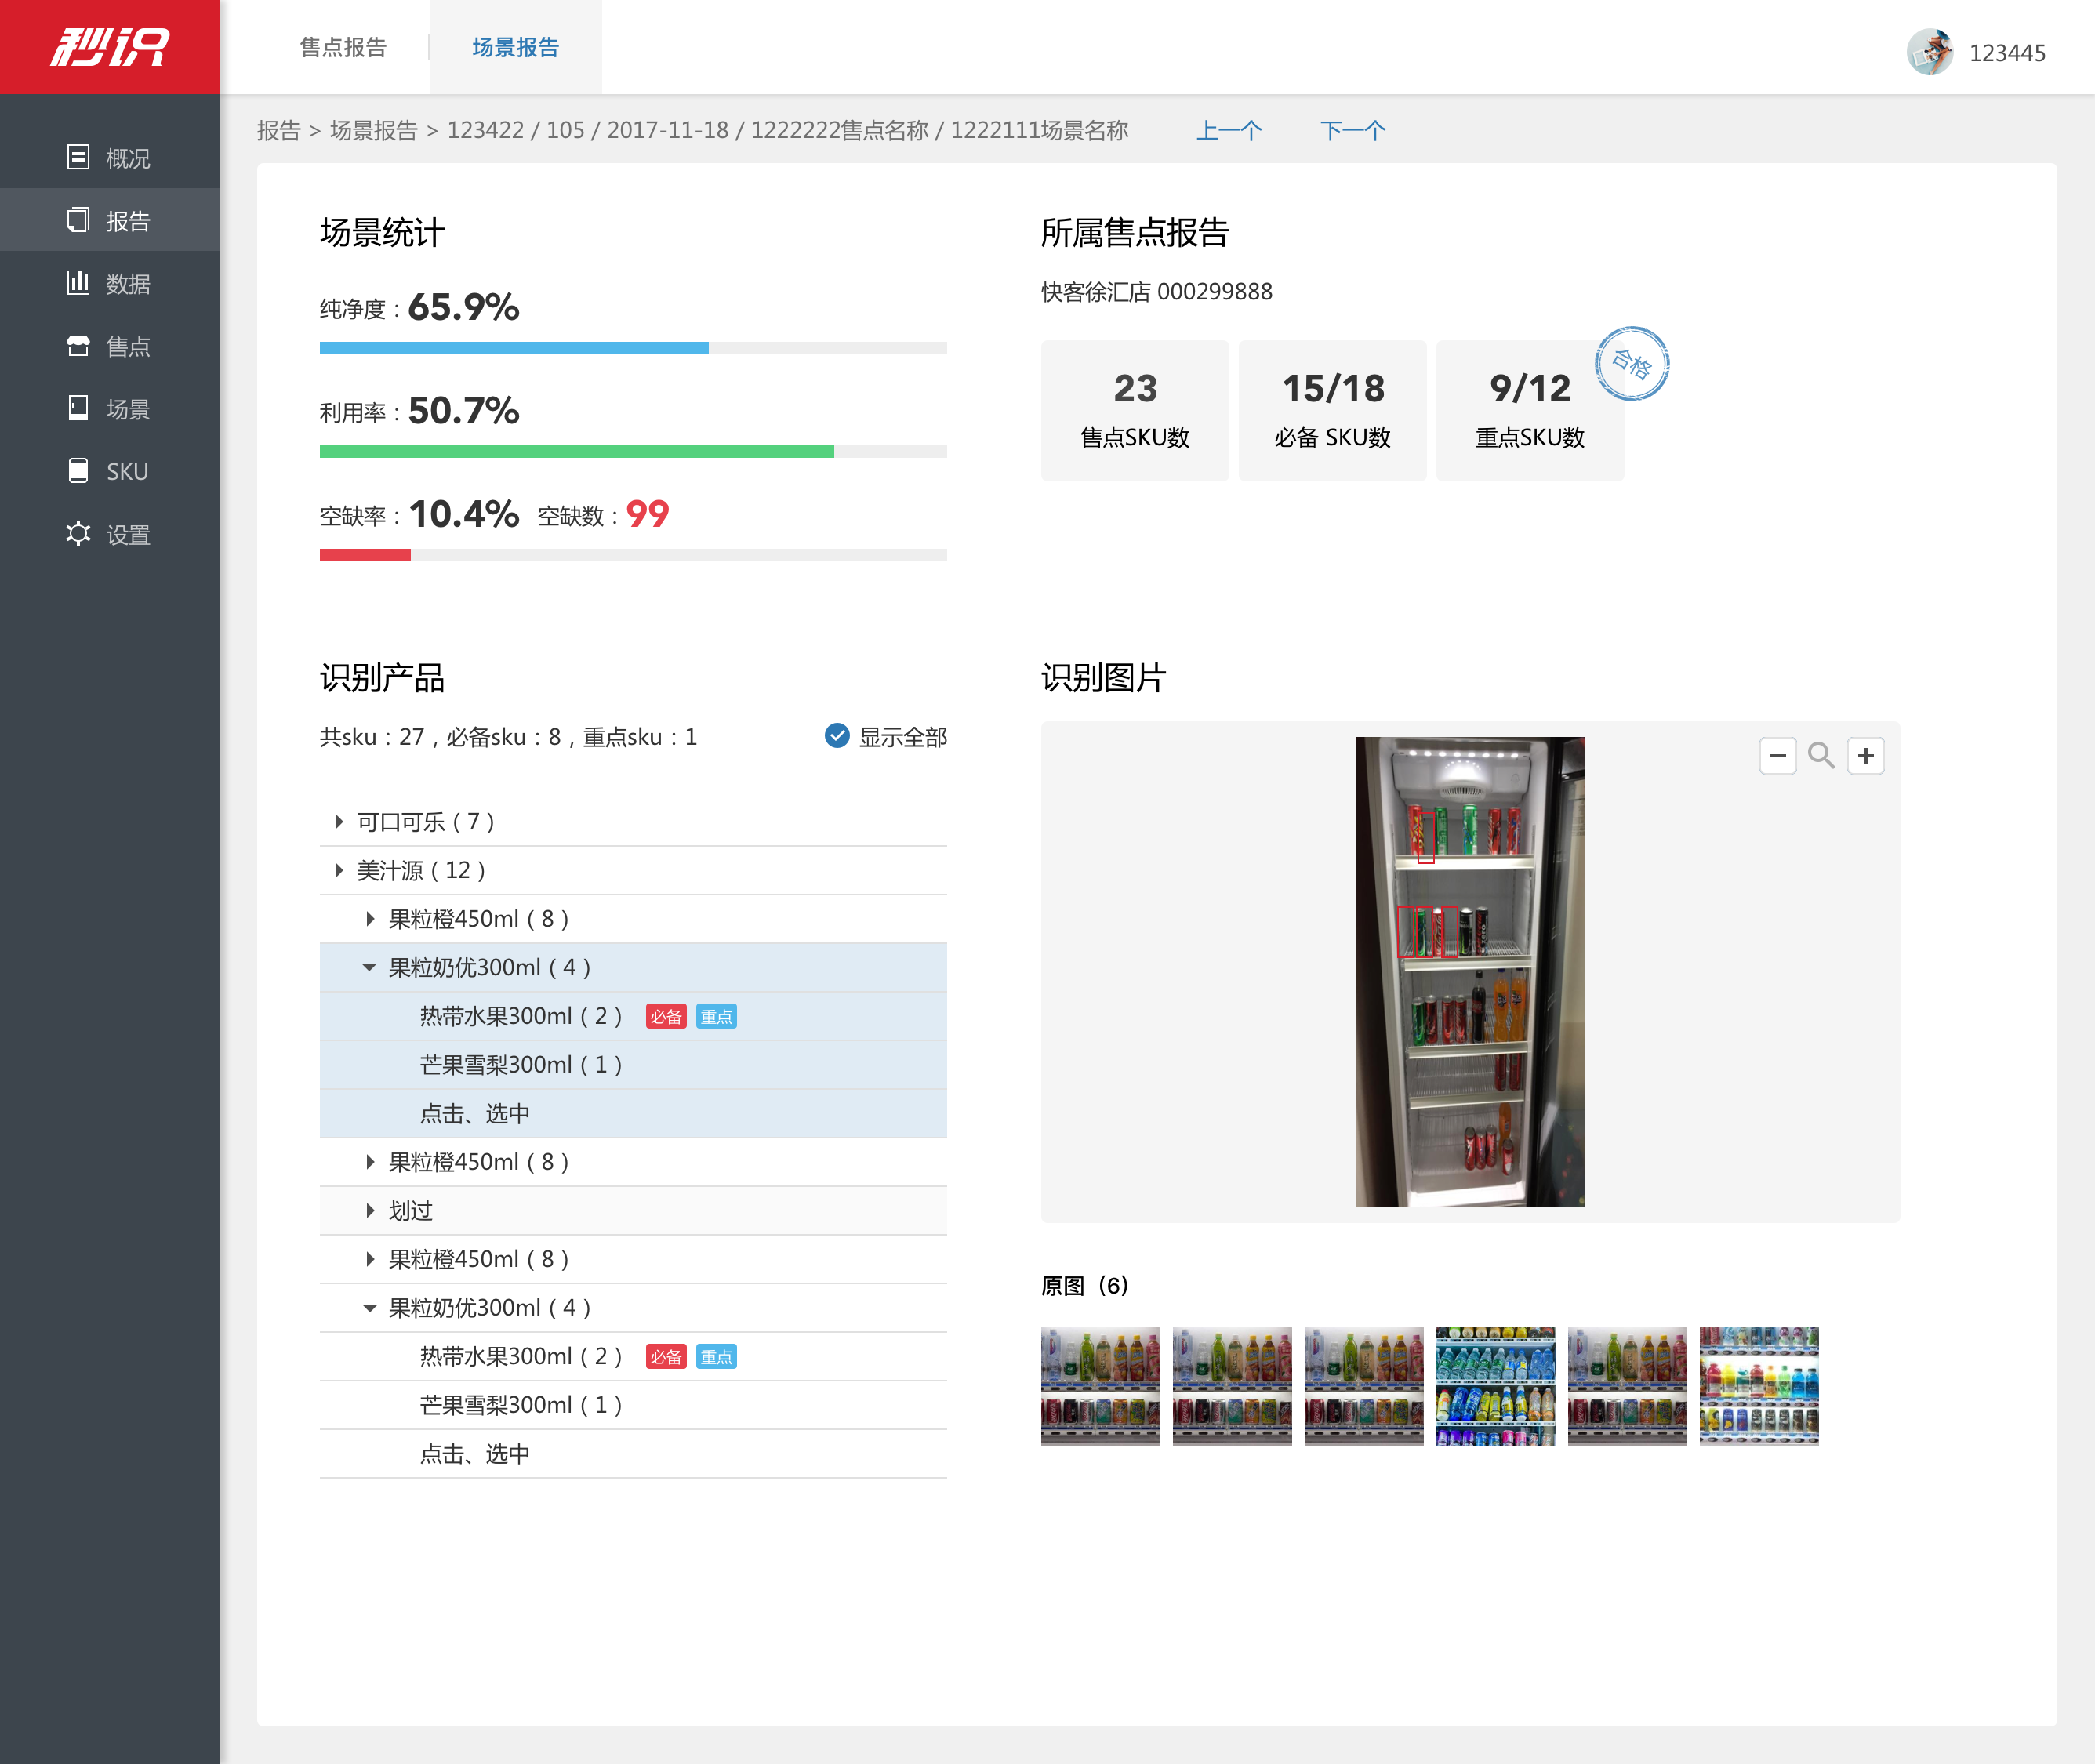 秒识
售点报告
场景报告
123445
概况
报告
数据
售点
场景
SKU
设置
报告 > 场景报告 > 123422 / 105 / 2017-11-18 / 1222222售点名称 / 1222111场景名称
上一个
下一个
场景统计
纯净度：65.9%
利用率：50.7%
空缺率：10.4% 空缺数：99
所属售点报告
快客徐汇店 000299888
23
售点SKU数
15/18
必备 SKU数
9/12
重点SKU数
合格
识别产品
共sku：27，必备sku：8，重点sku：1
显示全部
可口可乐（7）
美汁源（12）
果粒橙450ml（8）
果粒奶优300ml（4）
热带水果300ml（2） 必备 重点
芒果雪梨300ml（1）
点击、选中
果粒橙450ml（8）
划过
果粒橙450ml（8）
果粒奶优300ml（4）
热带水果300ml（2） 必备 重点
芒果雪梨300ml（1）
点击、选中
识别图片
原图（6）